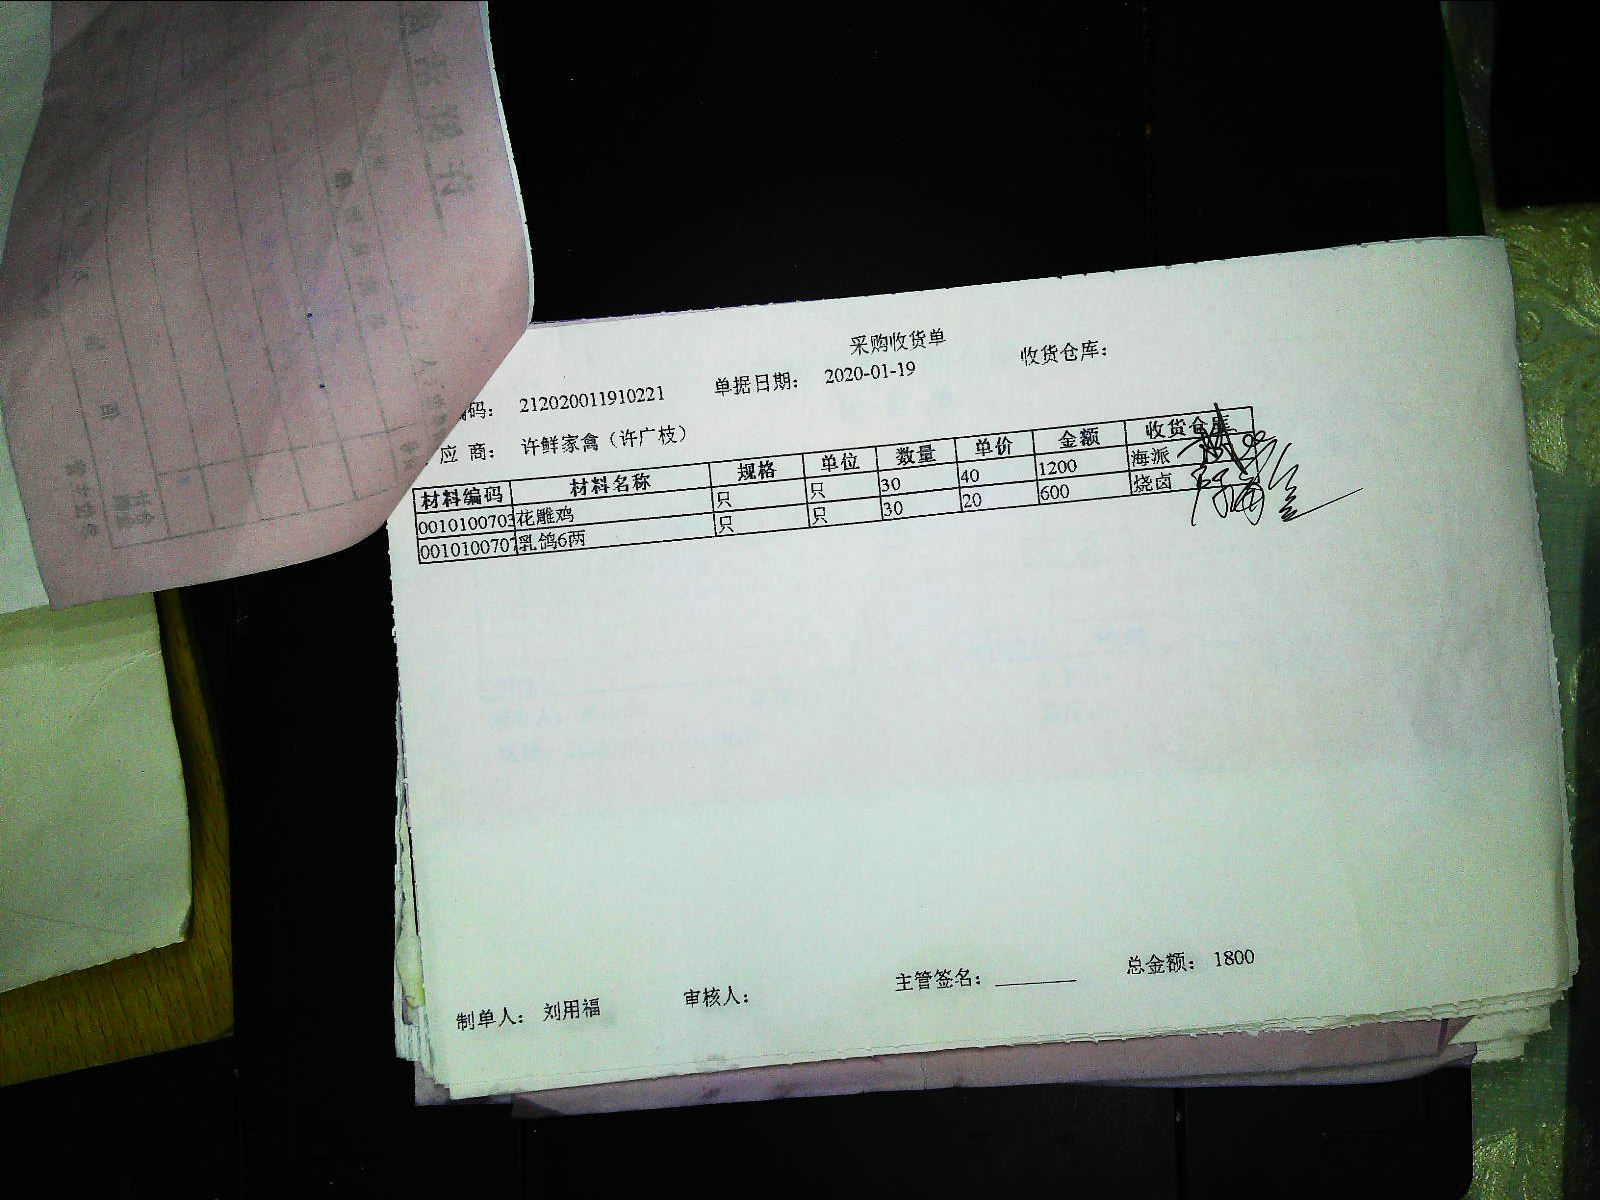 采购收货单
编码： 212020011910221 单据日期： 2020-01-19 收货仓库：
应 商： 许鲜家禽（许广枝）
材料编码 材料名称 规格 单位 数量 单价 金额 收货仓库
0010100703 花雕鸡 只 只 30 40 1200 海派
0010100707 乳鸽6两 只 只 30 20 600 烧卤
制单人： 刘用福 审核人： 主管签名： 总金额： 1800